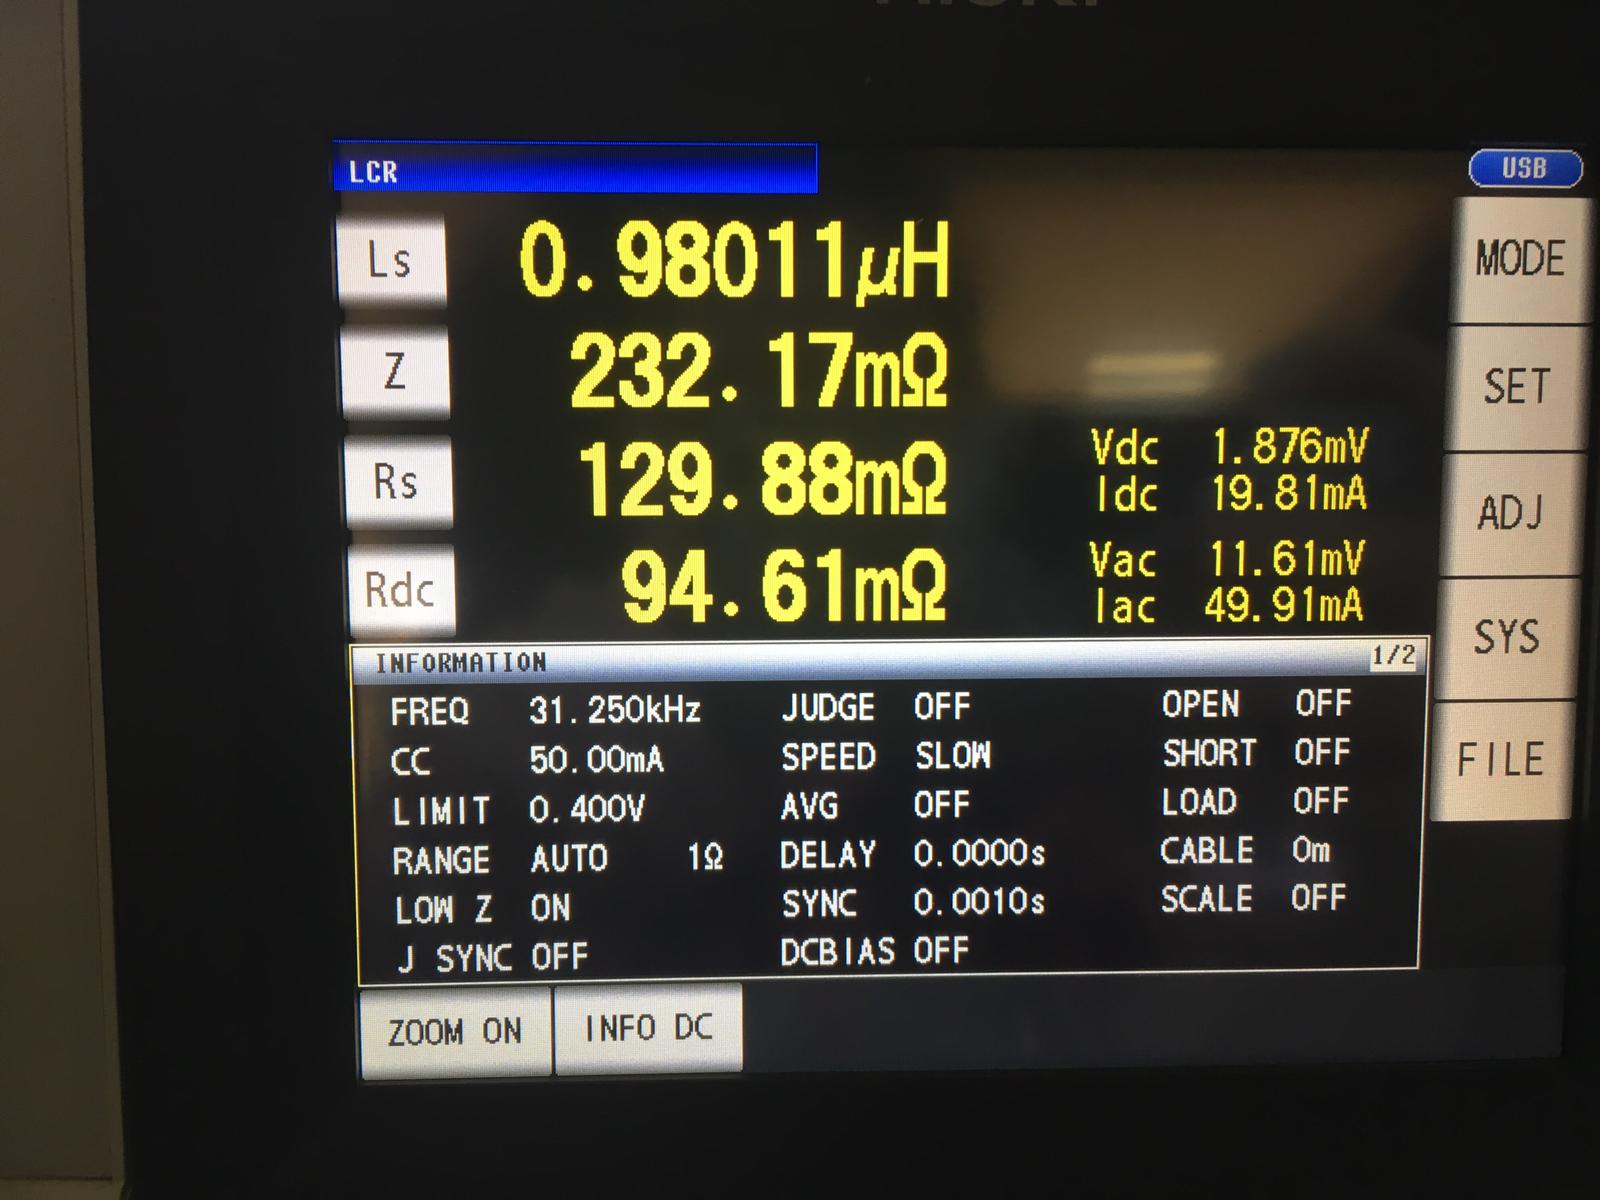 LCR
USB
Ls 0.98011μH
Z 232.17mΩ
Rs 129.88mΩ
Rdc 94.61mΩ
Vdc 1.876mV
Idc 19.81mA
Vac 11.61mV
Iac 49.91mA
MODE
SET
ADJ
SYS
FILE
INFORMATION 1/2
FREQ 31.250kHz JUDGE OFF OPEN OFF
CC 50.00mA SPEED SLOW SHORT OFF
LIMIT 0.400V AVG OFF LOAD OFF
RANGE AUTO 1Ω DELAY 0.0000s CABLE 0m
LOW Z ON SYNC 0.0010s SCALE OFF
J SYNC OFF DCBIAS OFF
ZOOM ON INFO DC